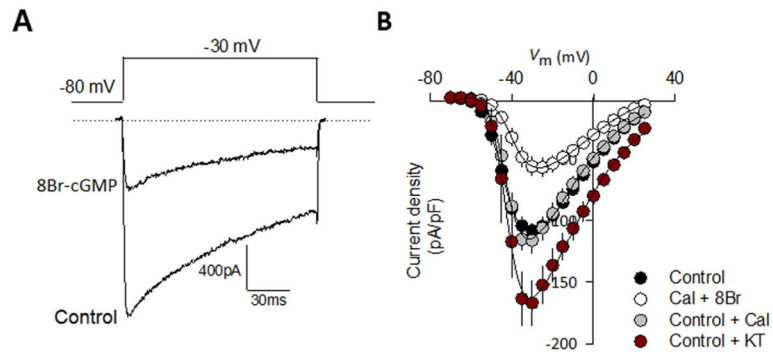 A
-30 mV
-80 mV
8Br-cGMP
400pA
30ms
Control
B
Vm (mV)
-80 -40 0 40
Current density
(pA/pF)
-100
-150
-200
Control
Cal + 8Br
Control + Cal
Control + KT